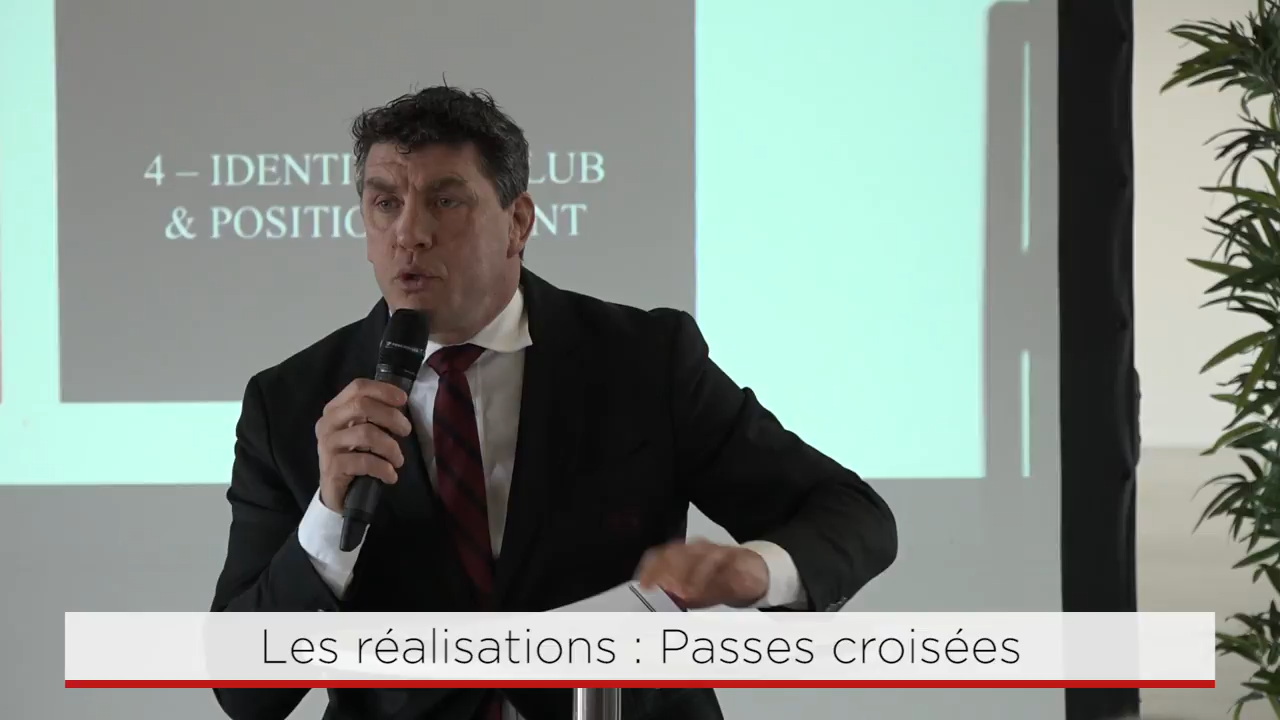 4 – IDENTI LUB
& POSITIO NT
Les réalisations : Passes croisées